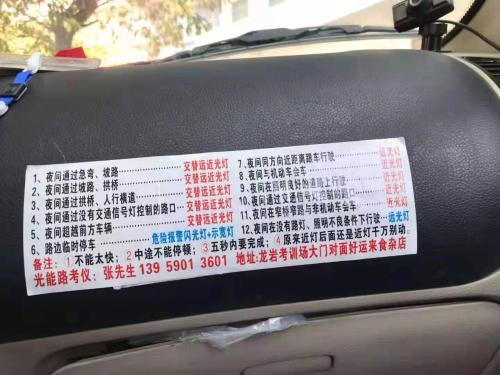 1、夜间通过急弯、坡路 交替远近光灯
2、夜间通过坡路、拱桥 交替远近光灯
3、夜间通过拱桥、人行横道 交替远近光灯
4、夜间通过没有交通信号灯控制的路口 交替远近光灯
5、夜间超越前方车辆 交替远近光灯
6、路边临时停车 危险报警闪光灯+示宽灯
7、夜间同方向近距离跟车行驶 近光灯
8、夜间与机动车会车 近光灯
9、夜间在照明良好的道路上行驶 近光灯
10、夜间通过有交通信号灯控制的路口 近光灯
11、夜间在窄桥窄路与非机动车会车 近光灯
12、夜间在没有路灯、照明不良条件下行驶 远光灯
备注:1不能太快;2中途不能停顿;3五秒内要完成;4原来近灯后面还是近灯千万别动。
光能路考仪:张先生 139 5901 3601 地址:龙岩考训场大门对面好运来食杂店